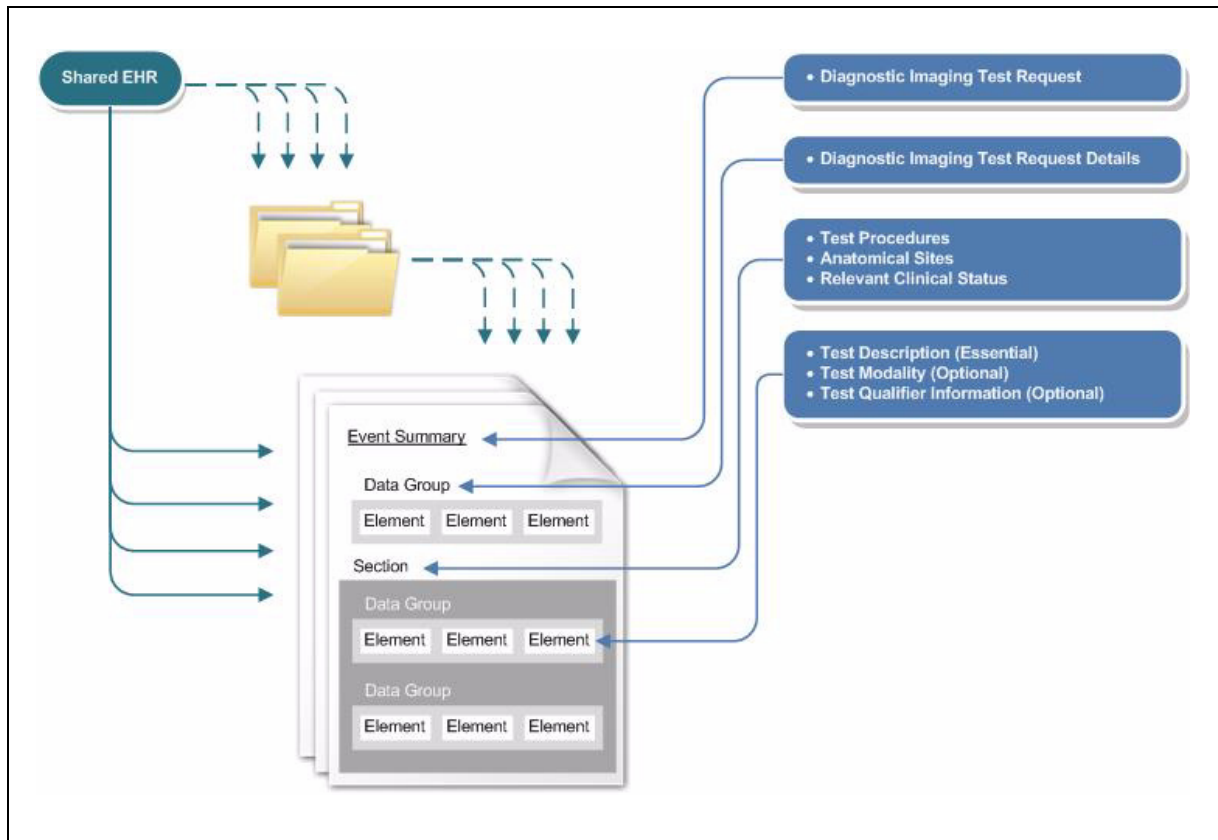 Shared EHR
• Diagnostic Imaging Test Request
• Diagnostic Imaging Test Request Details
• Test Procedures
• Anatomical Sites
• Relevant Clinical Status
• Test Description (Essential)
• Test Modality (Optional)
• Test Qualifier Information (Optional)
Event Summary
Data Group
Element Element Element
Section
Data Group
Element Element Element
Data Group
Element Element Element